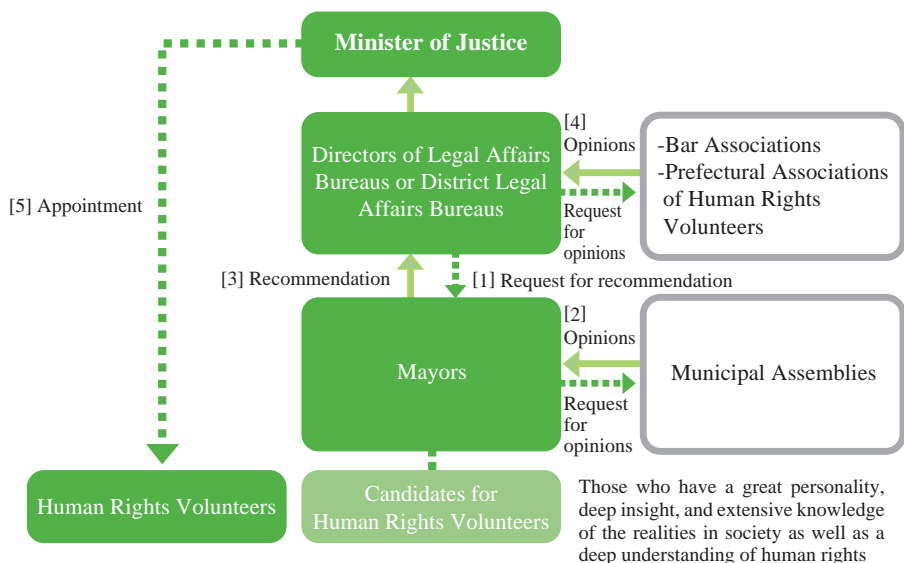 Minister of Justice
[5] Appointment
Directors of Legal Affairs
Bureaus or District Legal
Affairs Bureaus
[4]
Opinions
Request
for
opinions
-Bar Associations
-Prefectural Associations
of Human Rights
Volunteers
[3] Recommendation
[1] Request for recommendation
Mayors
[2]
Opinions
Request
for
opinions
Municipal Assemblies
Human Rights Volunteers
Candidates for
Human Rights Volunteers
Those who have a great personality,
deep insight, and extensive knowledge
of the realities in society as well as a
deep understanding of human rights